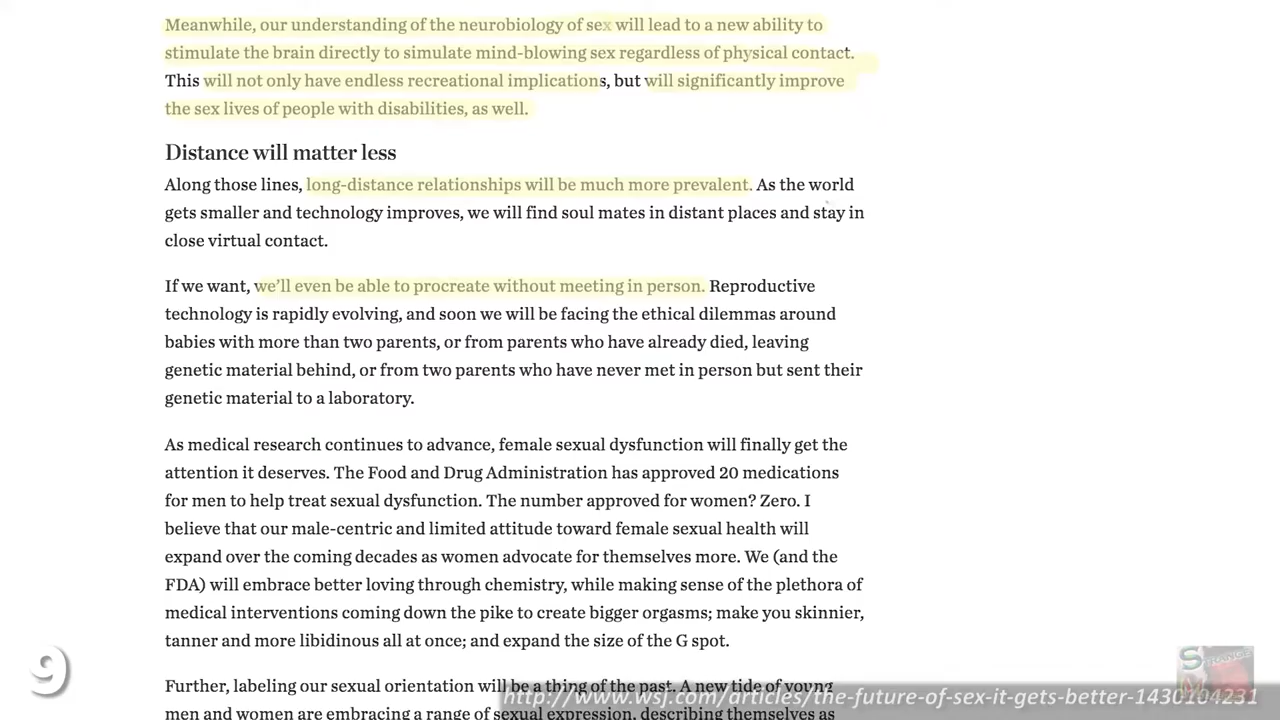 Meanwhile, our understanding of the neurobiology of sex will lead to a new ability to
stimulate the brain directly to simulate mind-blowing sex regardless of physical contact.
This will not only have endless recreational implications, but will significantly improve
the sex lives of people with disabilities, as well.
Distance will matter less
Along those lines, long-distance relationships will be much more prevalent. As the world
gets smaller and technology improves, we will find soul mates in distant places and stay in
close virtual contact.
If we want, we'll even be able to procreate without meeting in person. Reproductive
technology is rapidly evolving, and soon we will be facing the ethical dilemmas around
babies with more than two parents, or from parents who have already died, leaving
genetic material behind, or from two parents who have never met in person but sent their
genetic material to a laboratory.
As medical research continues to advance, female sexual dysfunction will finally get the
attention it deserves. The Food and Drug Administration has approved 20 medications
for men to help treat sexual dysfunction. The number approved for women? Zero. I
believe that our male-centric and limited attitude toward female sexual health will
expand over the coming decades as women advocate for themselves more. We (and the
FDA) will embrace better loving through chemistry, while making sense of the plethora of
medical interventions coming down the pike to create bigger orgasms; make you skinnier,
tanner and more libidinous all at once; and expand the size of the G spot.
Further, labeling our sexual orientation will be a thing of the past. A new tide of young
men and women are embracing a range of sexual expression, describing themselves as
9
http://www.wsj.com/articles/the-future-of-sex-it-gets-better-1430104231